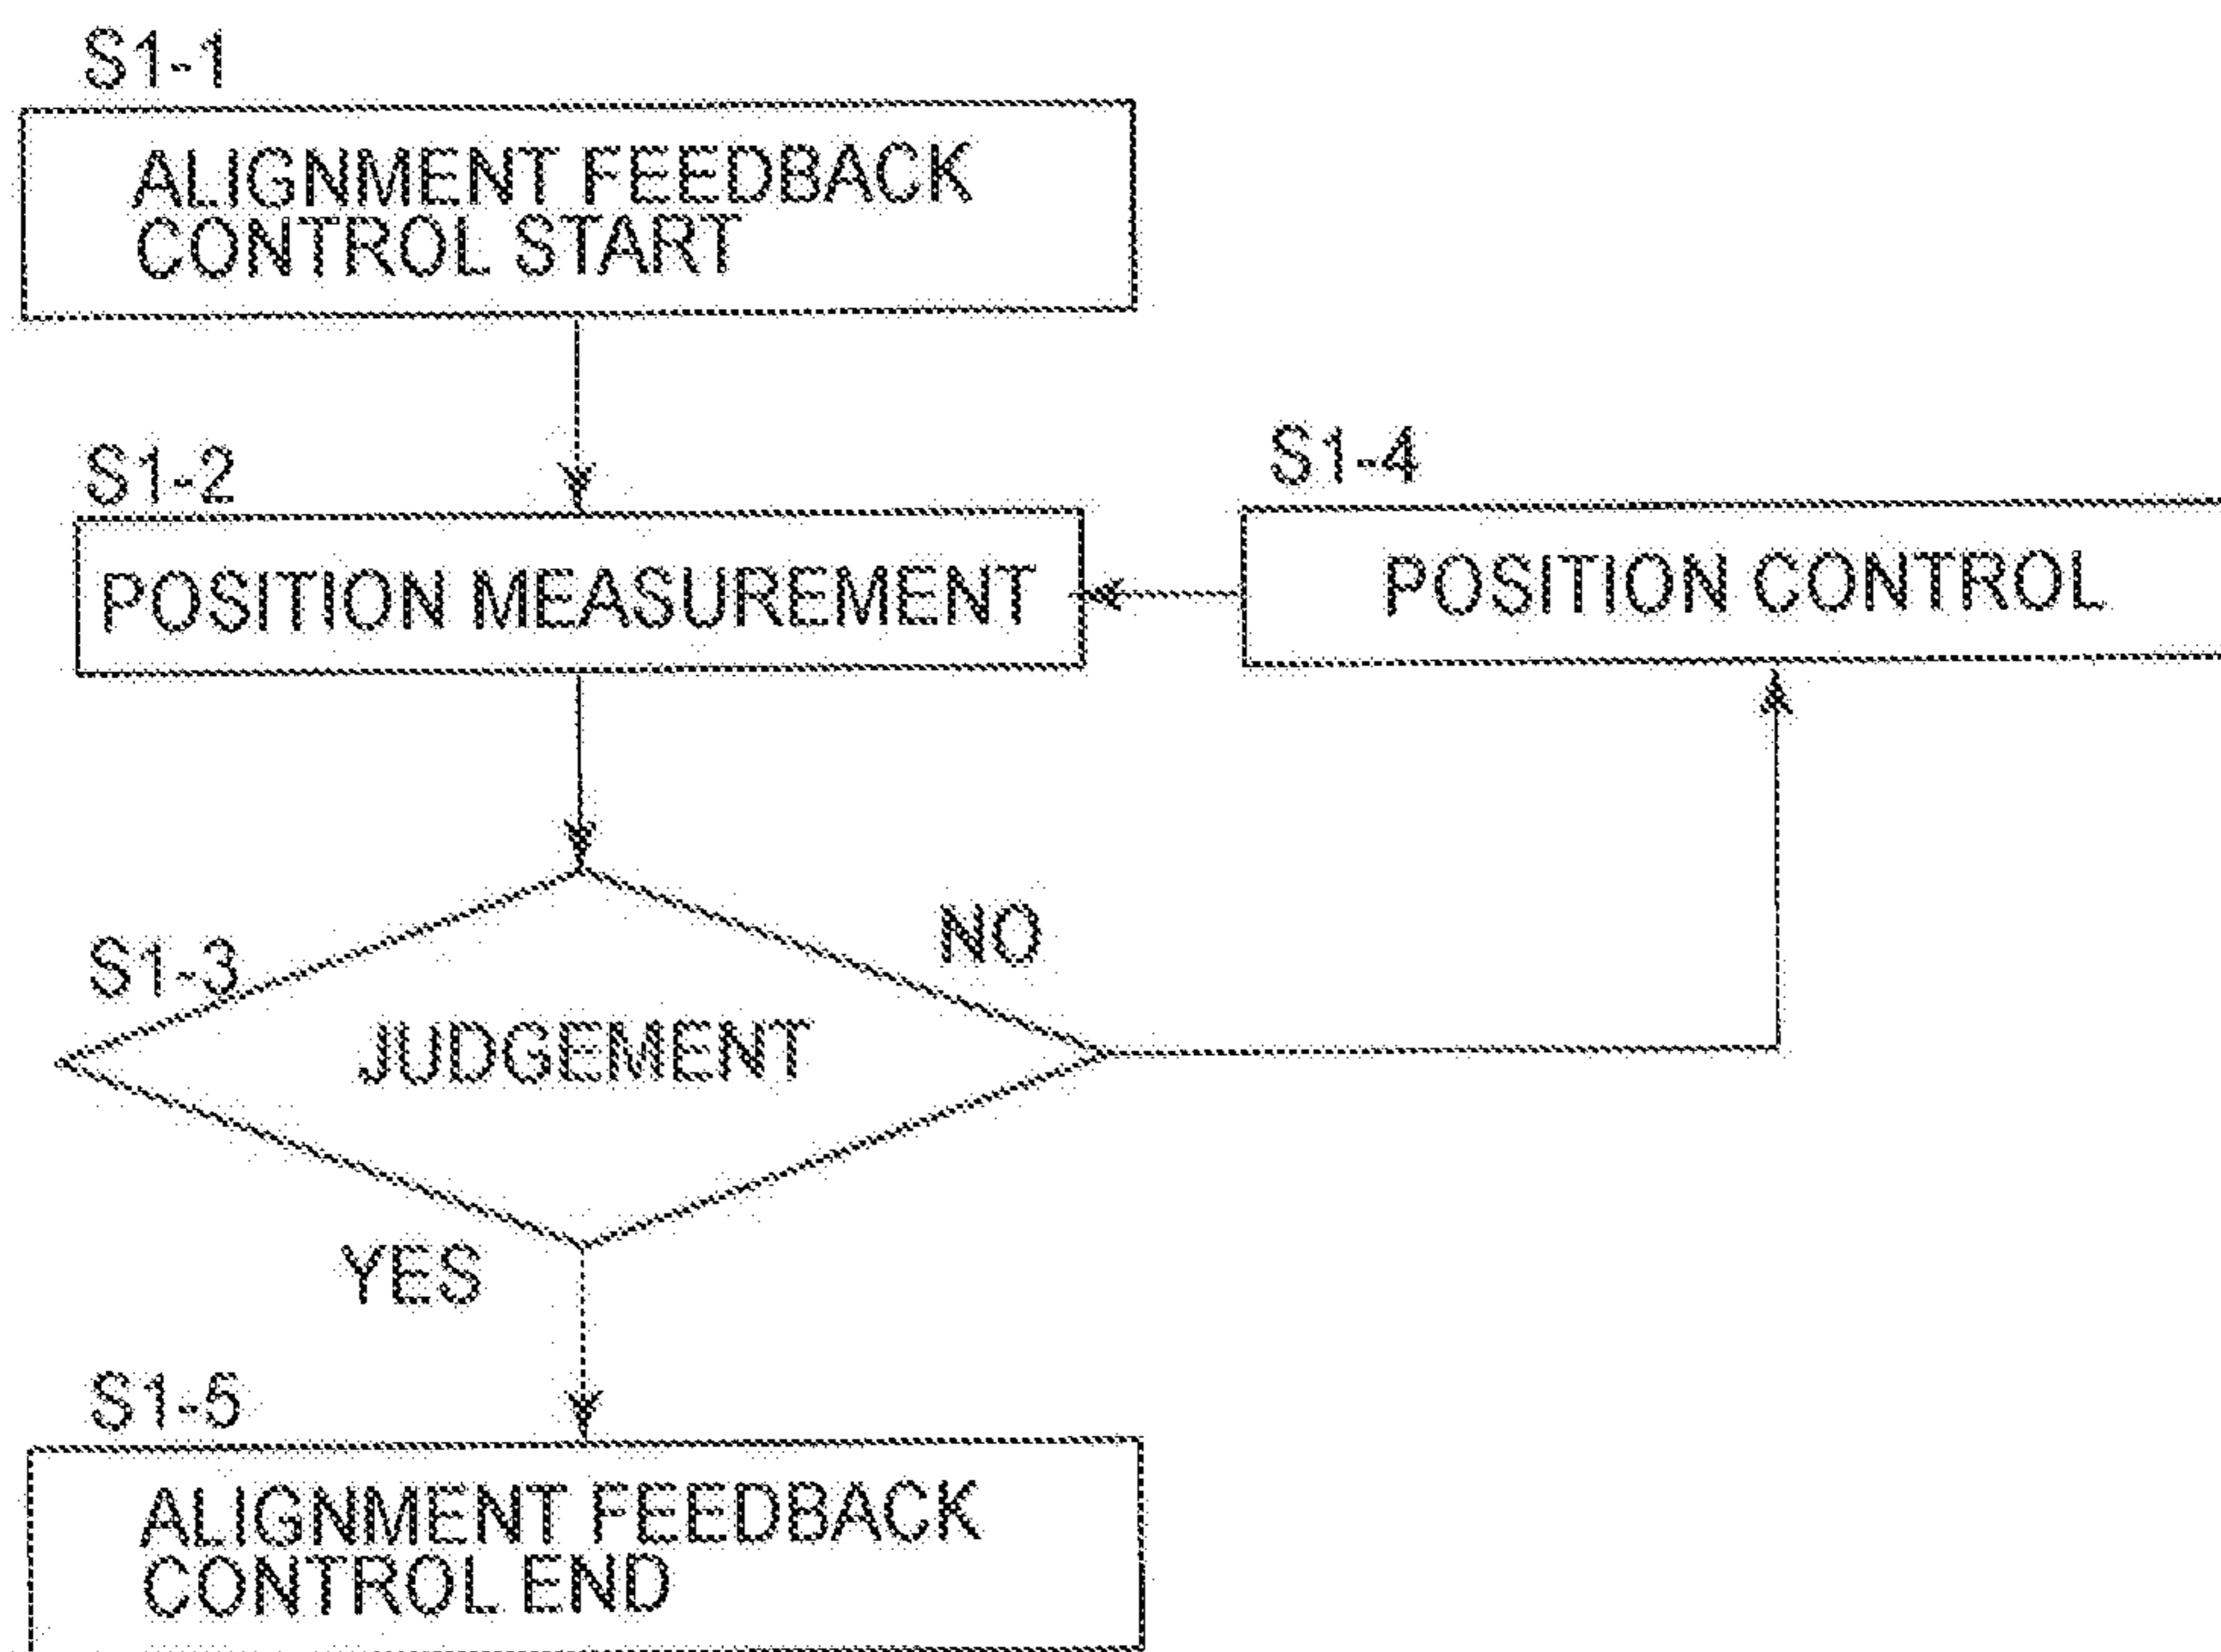 S1-1
ALIGNMENT FEEDBACK
CONTROL START
S1-2
POSITION MEASUREMENT
S1-4
POSITION CONTROL
S1-3
JUDGEMENT
NO
YES
S1-5
ALIGNMENT FEEDBACK
CONTROL END